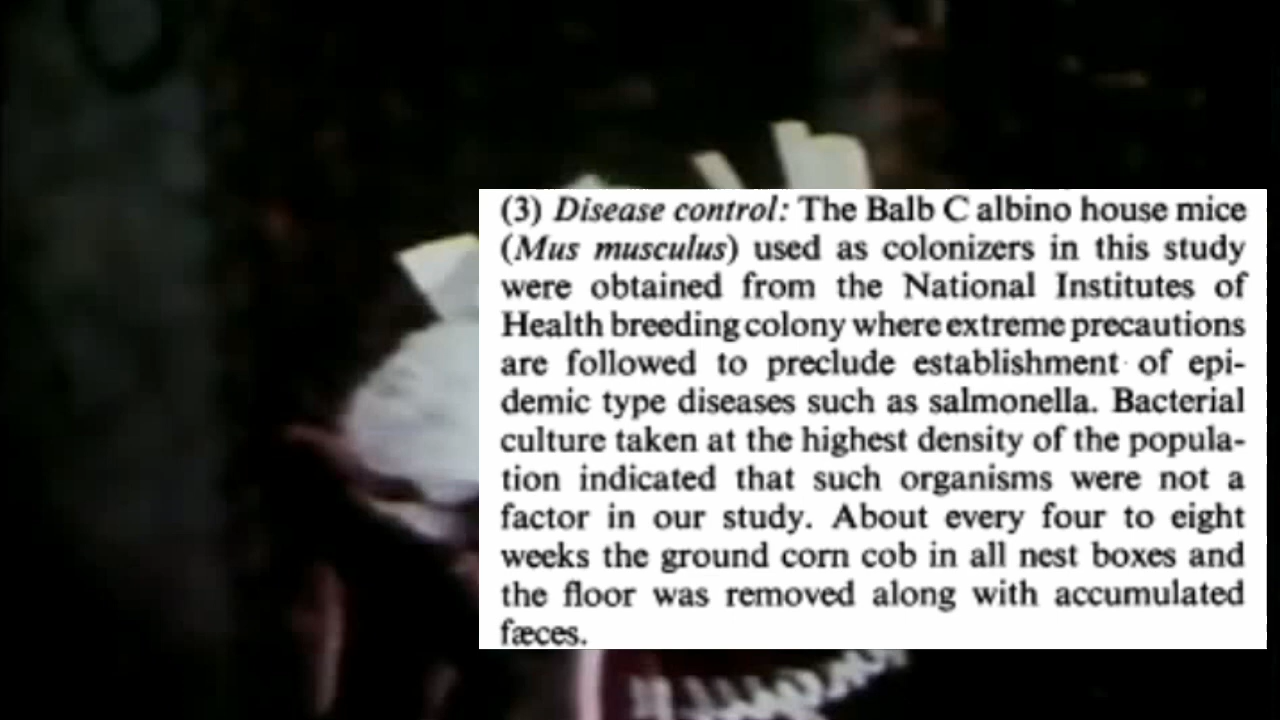 (3) Disease control: The Balb C albino house mice
(Mus musculus) used as colonizers in this study
were obtained from the National Institutes of
Health breeding colony where extreme precautions
are followed to preclude establishment of epi-
demic type diseases such as salmonella. Bacterial
culture taken at the highest density of the popula-
tion indicated that such organisms were not a
factor in our study. About every four to eight
weeks the ground corn cob in all nest boxes and
the floor was removed along with accumulated
fæces.